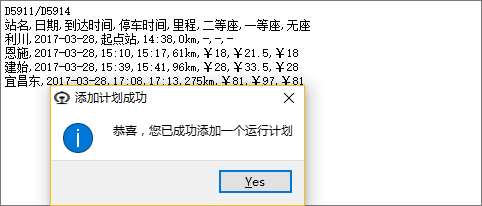 D5911/D5914
站名,日期,到达时间,停车时间,里程,二等座,一等座,无座
利川,2017-03-28,起点站,14:38,0km,-,-,-
恩施,2017-03-28,15:10,15:17,61km,￥18,￥21.5,￥18
建始,2017-03-28,15:39,15:41,96km,￥28,￥33.5,￥28
宜昌东,2017-03-28,17:08,17:13,275km,￥81,￥97,￥81
添加计划成功
恭喜，您已成功添加一个运行计划
Yes